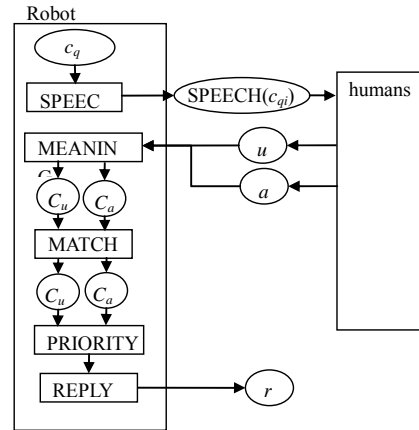 Robot
c_q
SPEEC
SPEECH(c_qi)
humans
MEANIN
u
a
C_u C_a
MATCH
C_u C_a
PRIORITY
REPLY
r